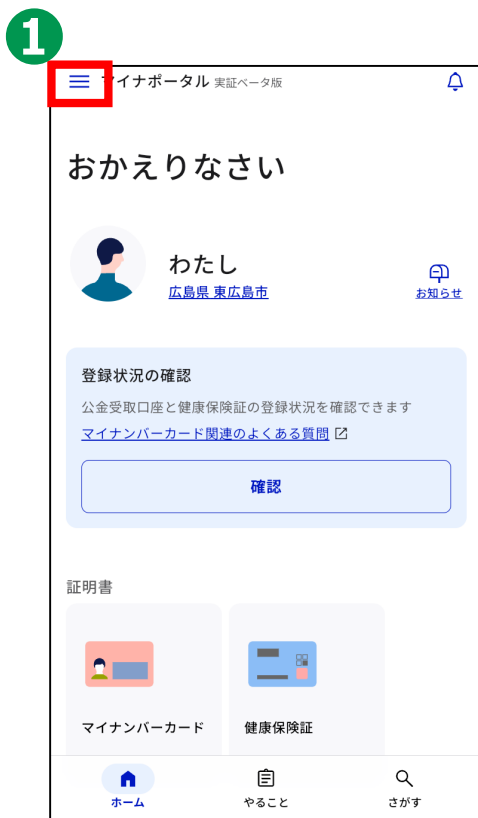 1
マイナポータル 実証ベータ版
おかえりなさい
わたし
広島県 東広島市
お知らせ
登録状況の確認
公金受取口座と健康保険証の登録状況を確認できます
マイナンバーカード関連のよくある質問
確認
証明書
マイナンバーカード 健康保険証
ホーム やること さがす